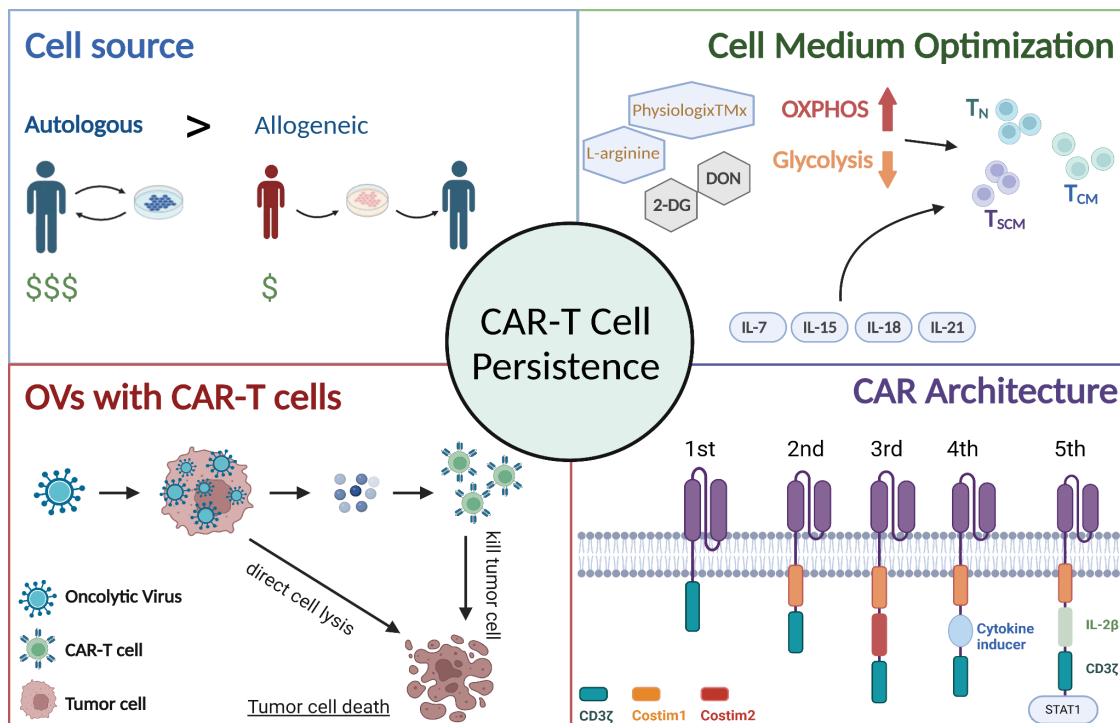 Cell source
Autologous > Allogeneic
$$$
$
Cell Medium Optimization
PhysiologixTMx
L-arginine
DON
2-DG
OXPHOS
Glycolysis
TN
TCM
TSCM
IL-7
IL-15
IL-18
IL-21
CAR-T Cell
Persistence
OVs with CAR-T cells
direct cell lysis
kill tumor cell
Oncolytic Virus
CAR-T cell
Tumor cell
Tumor cell death
CAR Architecture
1st
2nd
3rd
4th
5th
Cytokine
inducer
IL-2β
CD3ζ
STAT1
CD3ζ
Costim1
Costim2